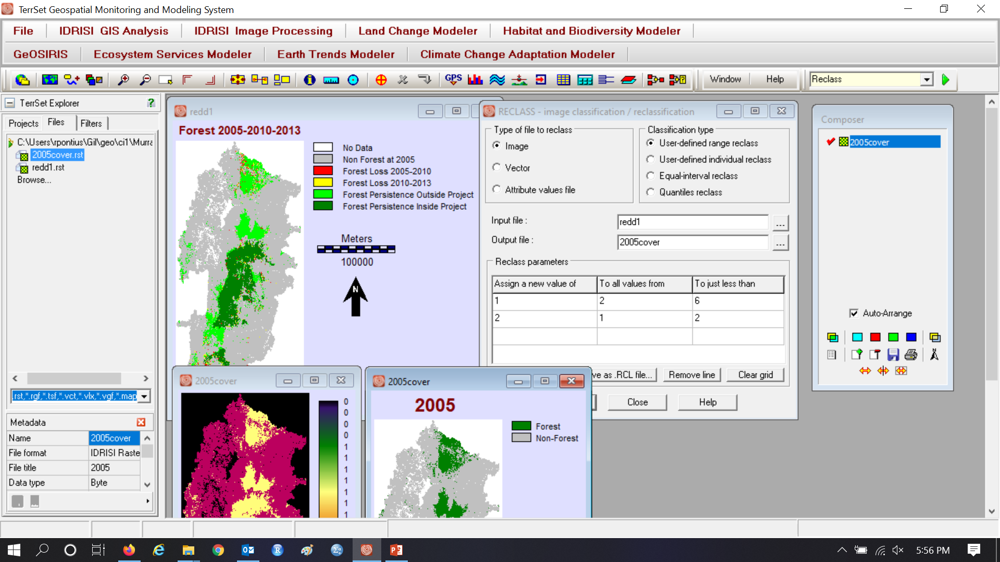 TerrSet Geospatial Monitoring and Modeling System
File
IDRISI GIS Analysis
IDRISI Image Processing
Land Change Modeler
Habitat and Biodiversity Modeler
GeOSIRIS
Ecosystem Services Modeler
Earth Trends Modeler
Climate Change Adaptation Modeler
GPS
Window
Help
Reclass
TerrSet Explorer
?
Projects
Files
Filters
C:\Users\rpontius\Gil\geo\ci1\Murra
2005cover.rst
redd1.rst
Browse...
.rst,*.rgf,*.tsf,*.vct,*.vlx,*.vgf,*.map
Metadata
Name
2005cover
File format
IDRISI Raste
File title
2005
Data type
Byte
redd1
Forest 2005-2010-2013
No Data
Non Forest at 2005
Forest Loss 2005-2010
Forest Loss 2010-2013
Forest Persistence Outside Project
Forest Persistence Inside Project
Meters
100000
N
RECLASS - image classification / reclassification
Type of file to reclass
Image
Vector
Attribute values file
Classification type
User-defined range reclass
User-defined individual reclass
Equal-interval reclass
Quantiles reclass
Input file :
redd1
...
Output file :
2005cover
...
Reclass parameters
Assign a new value of
To all values from
To just less than
1
2
6
2
1
2
ve as .RCL file...
Remove line
Clear grid
Close
Help
2005cover
0
0
0
0
1
1
1
1
1
1
1
2005cover
2005
Forest
Non-Forest
Composer
2005cover
Auto-Arrange
5:56 PM